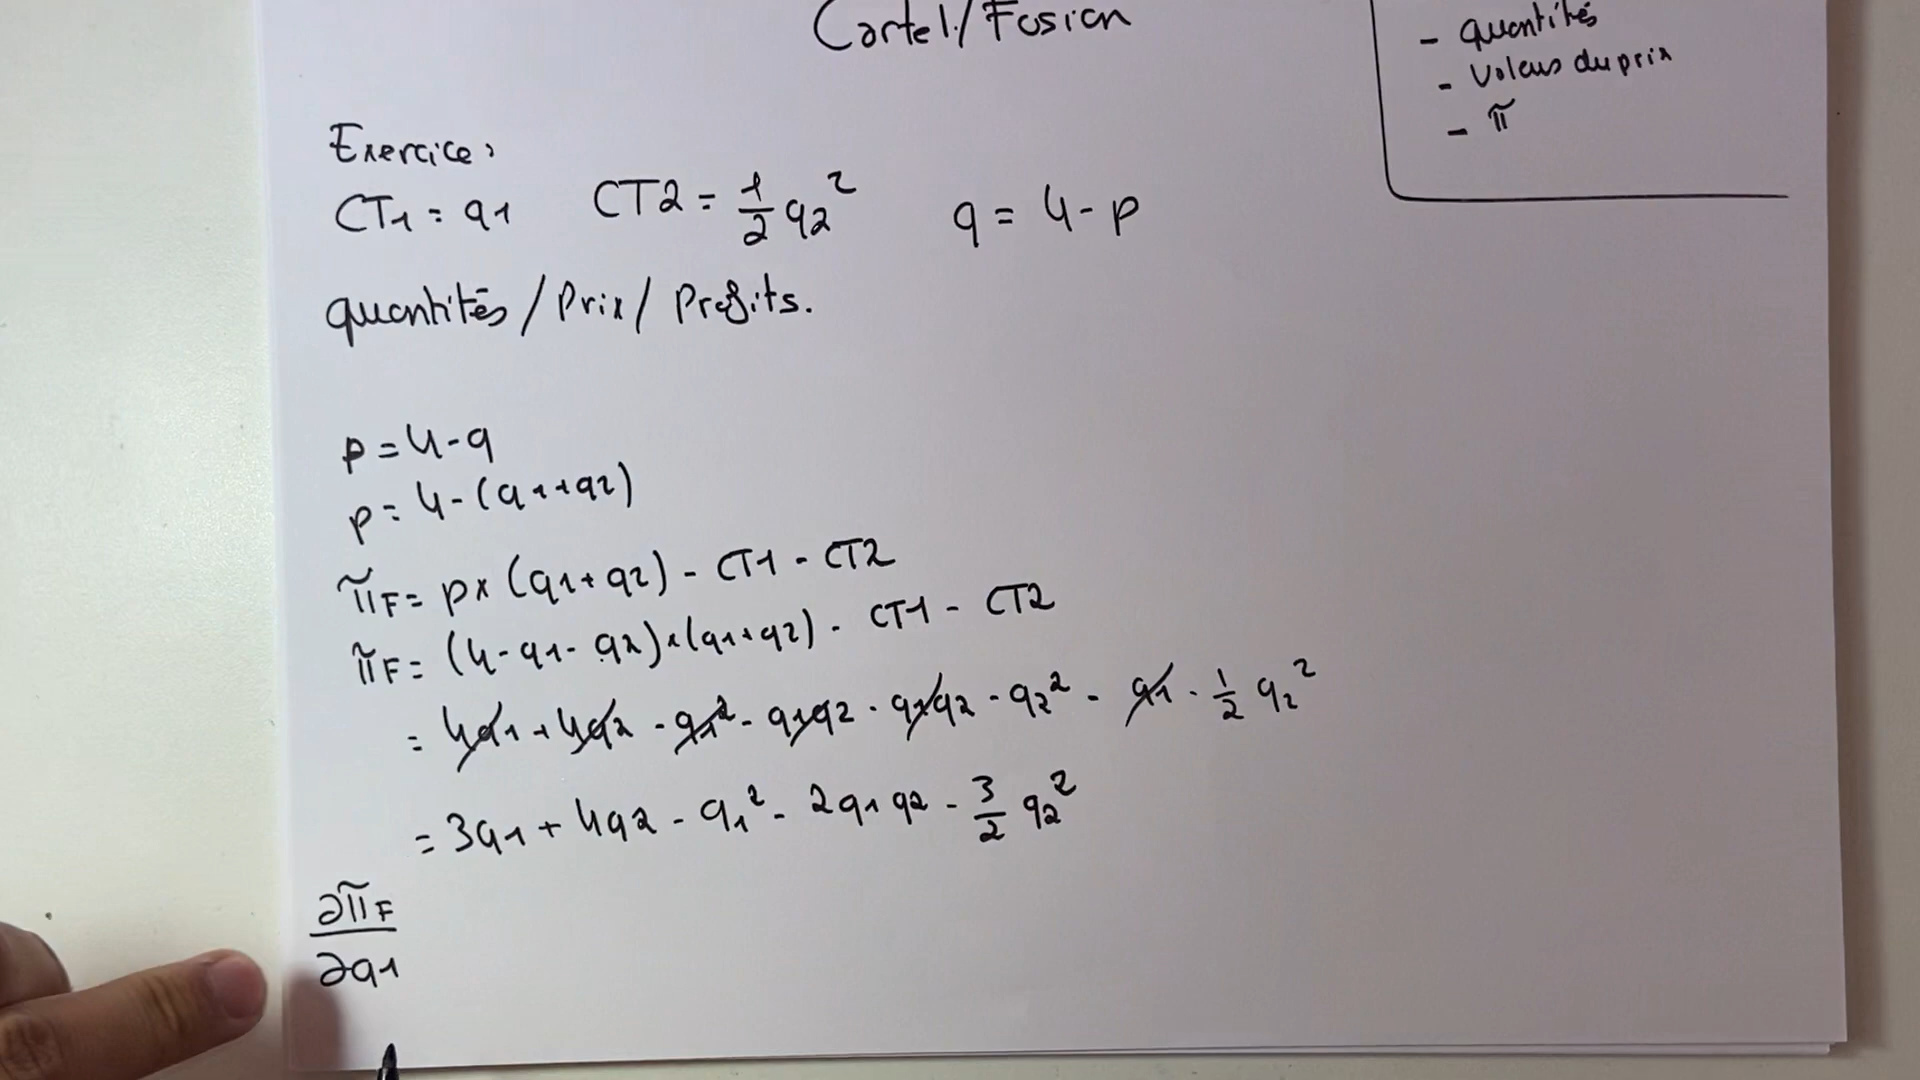 Cartel/Fusion
- quantités
- Valeurs du prix
- π
Exercice:
CT1 = q1 CT2 = 1/2 q2² q = 4 - p
quantités / Prix / Profits.
p = 4 - q
p = 4 - (q1 + q2)
πF = p x (q1 + q2) - CT1 - CT2
πF = (4 - q1 - q2) x (q1 + q2) - CT1 - CT2
= 4q1 + 4q2 - q1² - q1q2 - q1q2 - q2² - q1 - 1/2 q2²
= 3q1 + 4q2 - q1² - 2q1q2 - 3/2 q2²
∂πF
∂q1